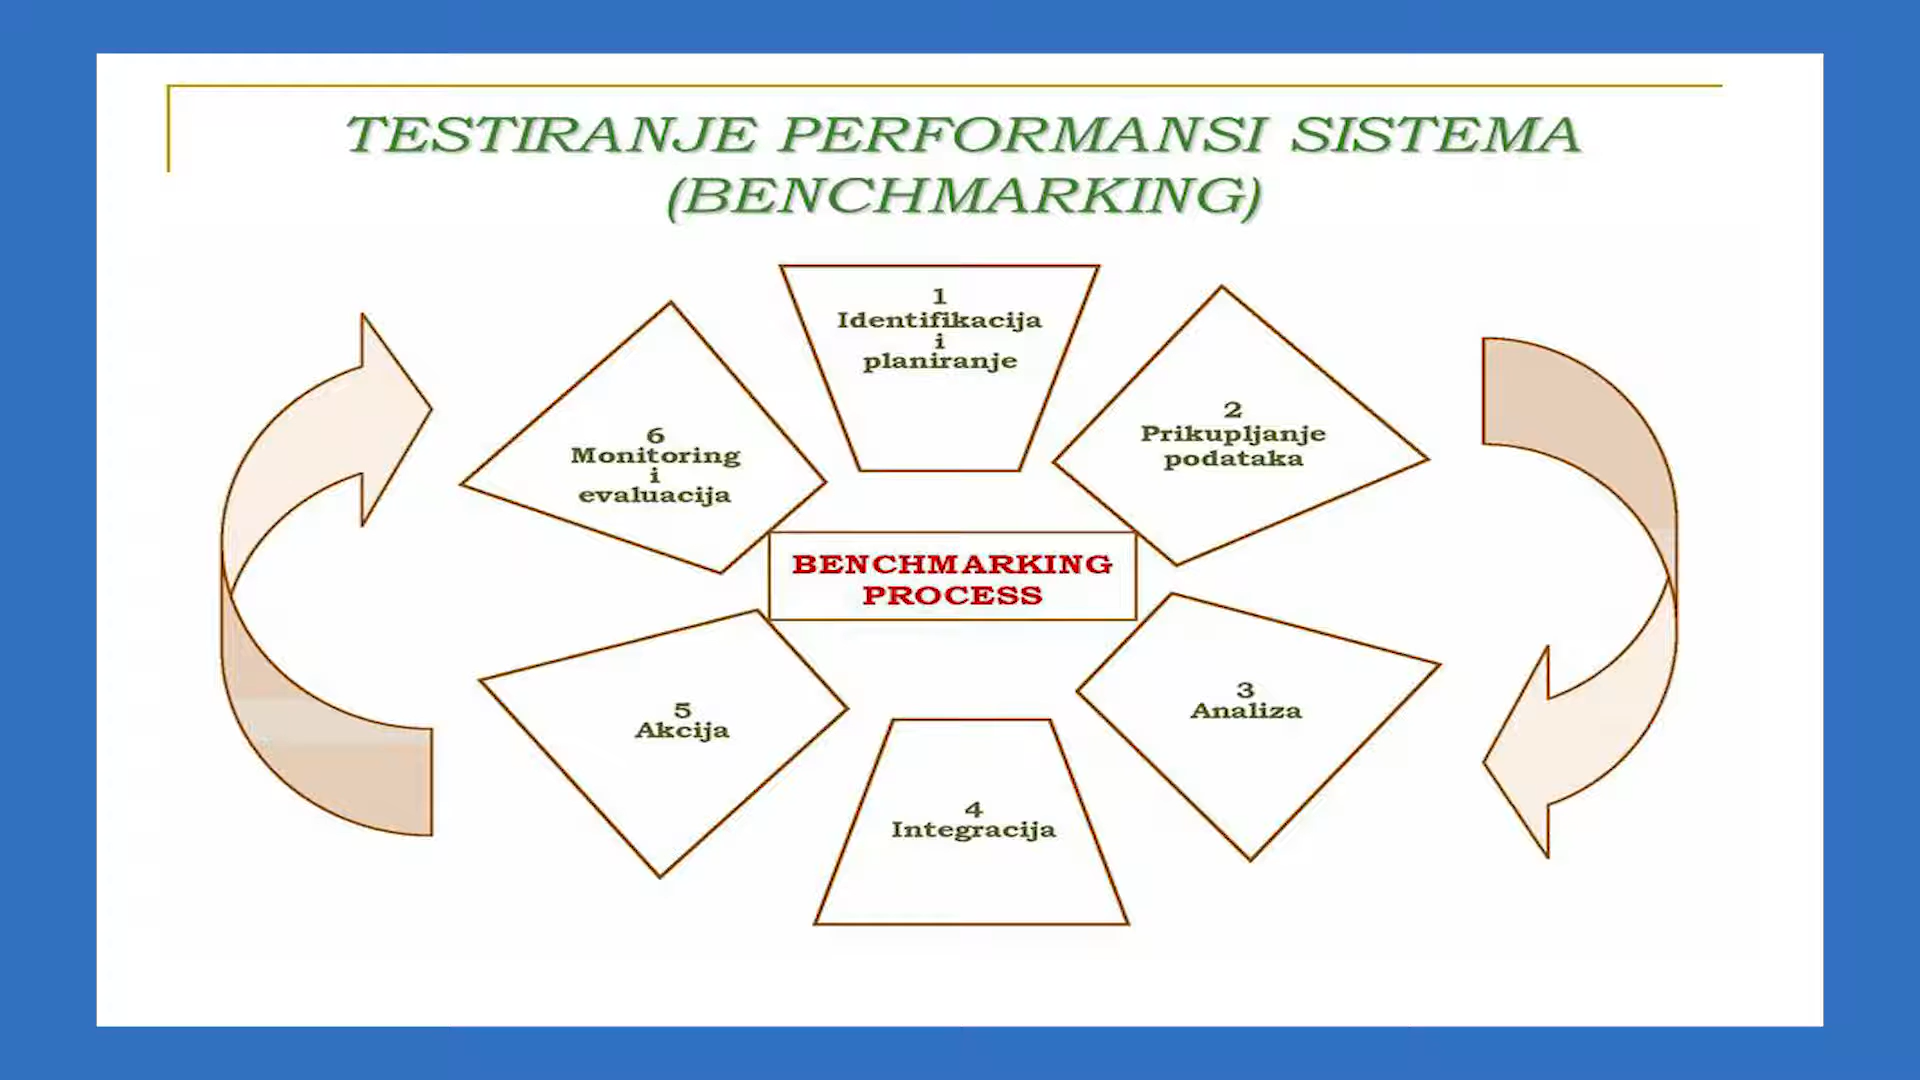 TESTIRANJE PERFORMANSI SISTEMA
(BENCHMARKING)
1
Identifikacija
i
planiranje
2
Prikupljanje
podataka
3
Analiza
4
Integracija
5
Akcija
6
Monitoring
i
evaluacija
BENCHMARKING
PROCESS